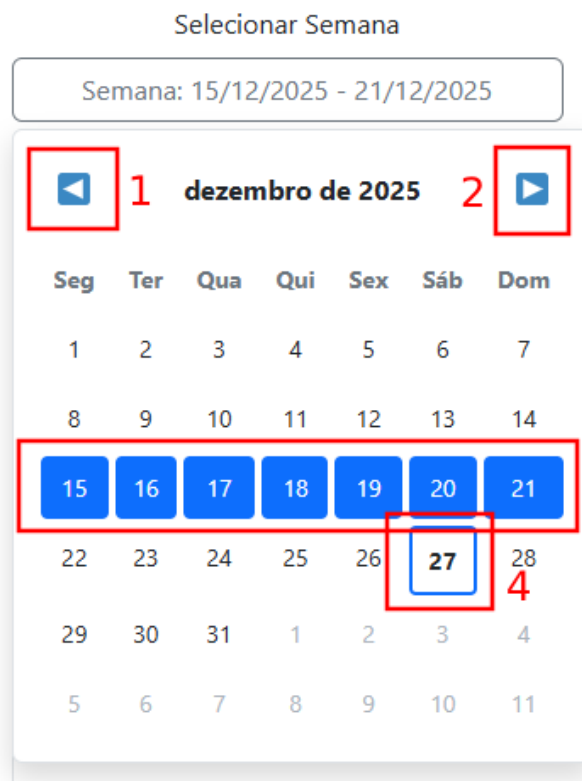 Selecionar Semana
Semana: 15/12/2025 - 21/12/2025
◀ 1 dezembro de 2025 2 ▶
Seg Ter Qua Qui Sex Sáb Dom
1 2 3 4 5 6 7
8 9 10 11 12 13 14
15 16 17 18 19 20 21
22 23 24 25 26 27 28
4
29 30 31 1 2 3 4
5 6 7 8 9 10 11